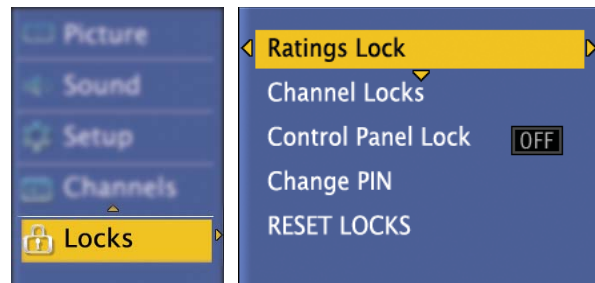 Picture
Sound
Setup
Channels
Locks
Ratings Lock
Channel Locks
Control Panel Lock OFF
Change PIN
RESET LOCKS